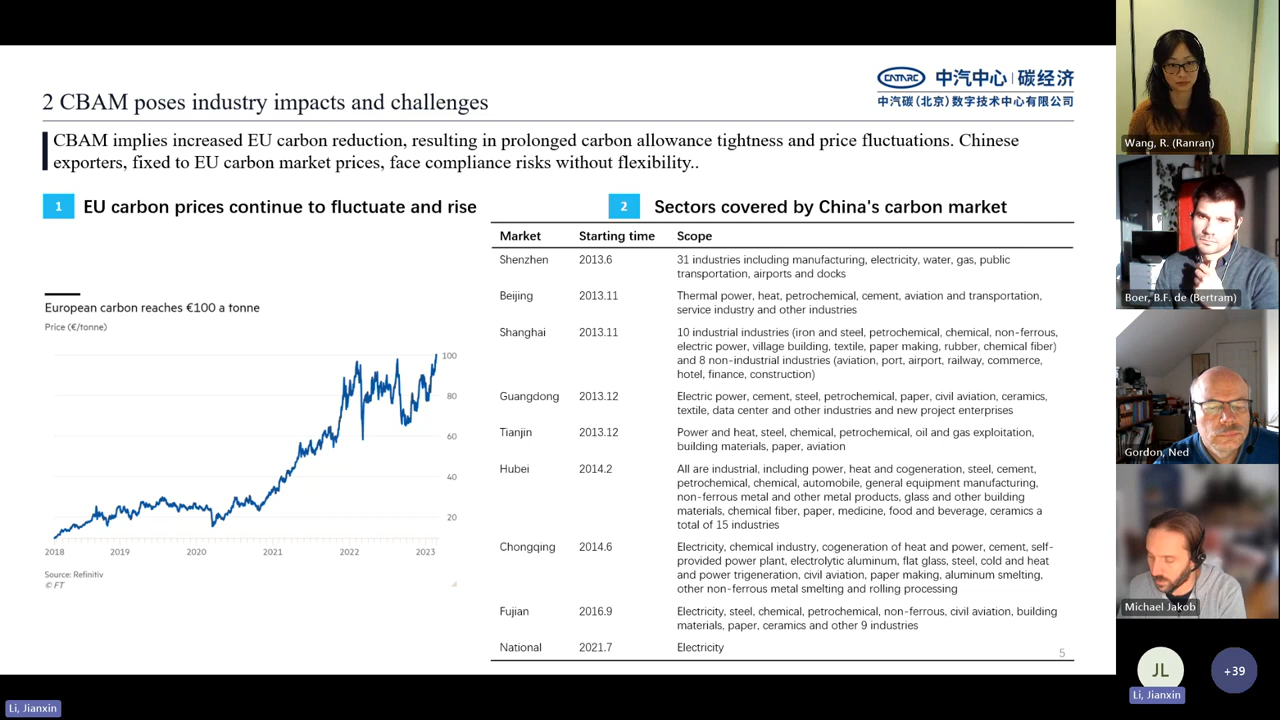 2 CBAM poses industry impacts and challenges
CATARC 中汽中心 | 碳经济
中汽碳(北京)数字技术中心有限公司
CBAM implies increased EU carbon reduction, resulting in prolonged carbon allowance tightness and price fluctuations. Chinese
exporters, fixed to EU carbon market prices, face compliance risks without flexibility..
1 EU carbon prices continue to fluctuate and rise
European carbon reaches €100 a tonne
Price (€/tonne)
100
80
60
40
20
2018 2019 2020 2021 2022 2023
Source: Refinitiv
© FT
2 Sectors covered by China's carbon market
Market Starting time Scope
Shenzhen 2013.6 31 industries including manufacturing, electricity, water, gas, public
transportation, airports and docks
Beijing 2013.11 Thermal power, heat, petrochemical, cement, aviation and transportation,
service industry and other industries
Shanghai 2013.11 10 industrial industries (iron and steel, petrochemical, chemical, non-ferrous,
electric power, village building, textile, paper making, rubber, chemical fiber)
and 8 non-industrial industries (aviation, port, airport, railway, commerce,
hotel, finance, construction)
Guangdong 2013.12 Electric power, cement, steel, petrochemical, paper, civil aviation, ceramics,
textile, data center and other industries and new project enterprises
Tianjin 2013.12 Power and heat, steel, chemical, petrochemical, oil and gas exploitation,
building materials, paper, aviation
Hubei 2014.2 All are industrial, including power, heat and cogeneration, steel, cement,
petrochemical, chemical, automobile, general equipment manufacturing,
non-ferrous metal and other metal products, glass and other building
materials, chemical fiber, paper, medicine, food and beverage, ceramics a
total of 15 industries
Chongqing 2014.6 Electricity, chemical industry, cogeneration of heat and power, cement, self-
provided power plant, electrolytic aluminum, flat glass, steel, cold and heat
and power trigeneration, civil aviation, paper making, aluminum smelting,
other non-ferrous metal smelting and rolling processing
Fujian 2016.9 Electricity, steel, chemical, petrochemical, non-ferrous, civil aviation, building
materials, paper, ceramics and other 9 industries
National 2021.7 Electricity
5
Wang, R. (Ranran)
Boer, B.F. de (Bertram)
Gordon, Ned
Michael Jakob
JL
+39
Li, Jianxin
Li, Jianxin